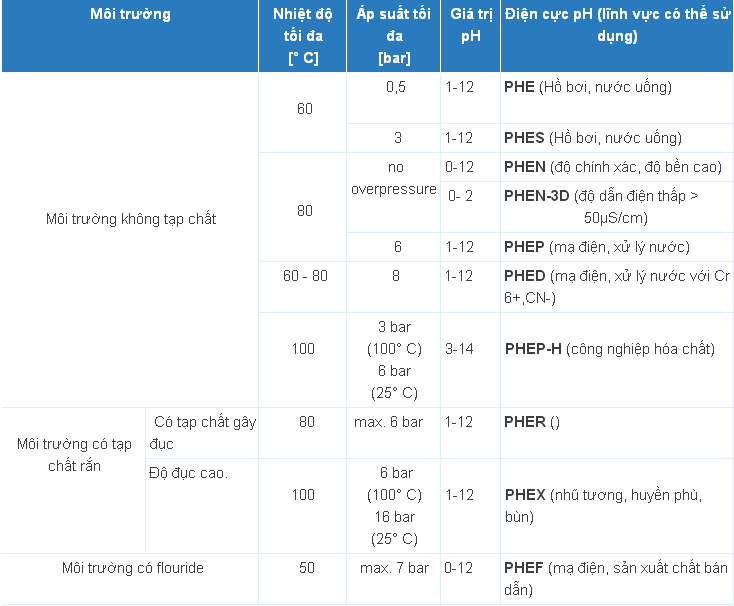 Môi trường
Nhiệt độ
tối đa
[° C]
Áp suất tối
đa
[bar]
Giá trị
pH
Điện cực pH (lĩnh vực có thể sử
dụng)
Môi trường không tạp chất
60
0,5
1-12
PHE (Hồ bơi, nước uống)
3
1-12
PHES (Hồ bơi, nước uống)
80
no
overpressure
0-12
PHEN (độ chính xác, độ bền cao)
0- 2
PHEN-3D (độ dẫn điện thấp >
50µS/cm)
6
1-12
PHEP (mạ điện, xử lý nước)
60 - 80
8
1-12
PHED (mạ điện, xử lý nước với Cr
6+,CN-)
100
3 bar
(100° C)
6 bar
(25° C)
3-14
PHEP-H (công nghiệp hóa chất)
Môi trường có tạp
chất rắn
Có tạp chất gây
đục
80
max. 6 bar
1-12
PHER ()
Độ đục cao.
100
6 bar
(100° C)
16 bar
(25° C)
1-12
PHEX (nhũ tương, huyền phù,
bùn)
Môi trường có flouride
50
max. 7 bar
0-12
PHEF (mạ điện, sản xuất chất bán
dẫn)